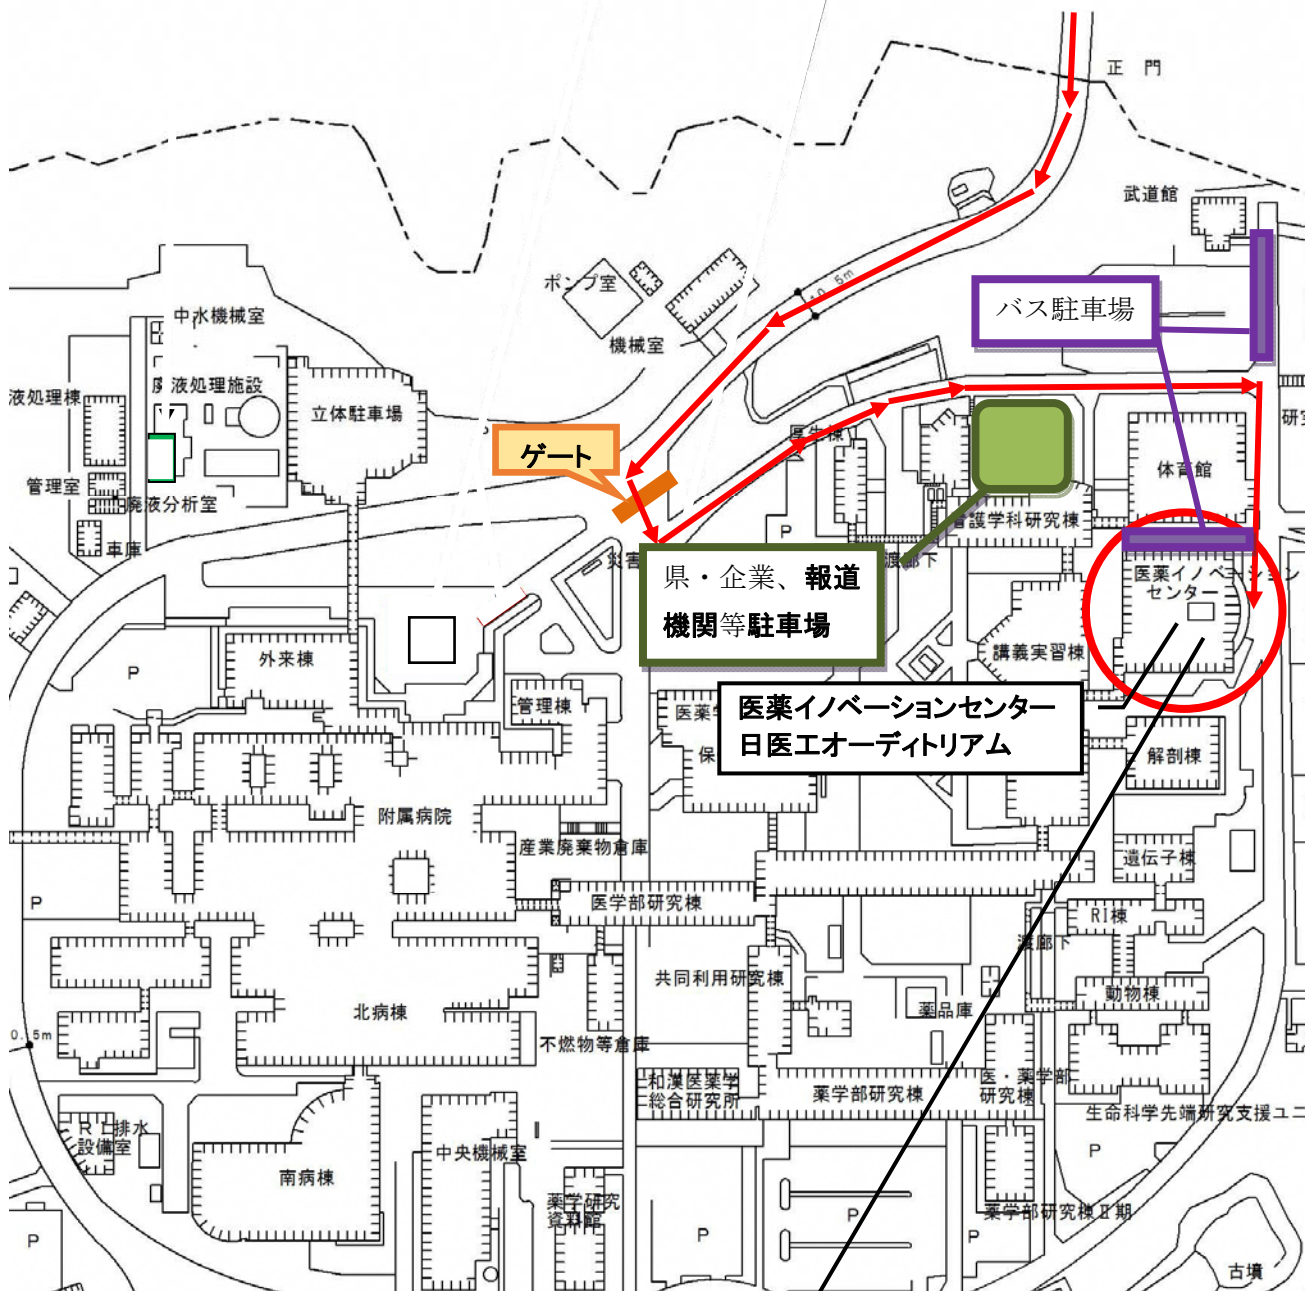 正 門
武道館
ポンプ室
10.5m
バス駐車場
中水機械室
機械室
廃液処理施設
液処理棟
立体駐車場
厚生棟
ゲート
体育館
管理室
廃液分析室
P
看護学科研究棟
車庫
災害
渡廊下
県・企業、報道
機関等駐車場
医薬イノベーション
センター
外来棟
講義実習棟
P
管理棟
医薬イノベーションセンター
日医工オーディトリアム
解剖棟
附属病院
産業廃棄物倉庫
遺伝子棟
P
医学部研究棟
RI棟
渡廊下
共同利用研究棟
動物棟
北病棟
薬品庫
0.5m
不燃物等倉庫
和漢医薬学
総合研究所
薬学部研究棟
医・薬学部
研究棟
生命科学先端研究支援ユニ
RI排水
設備室
中央機械室
P
南病棟
薬学研究
資料館
P
薬学部研究棟Ⅱ期
P
P
P
古墳